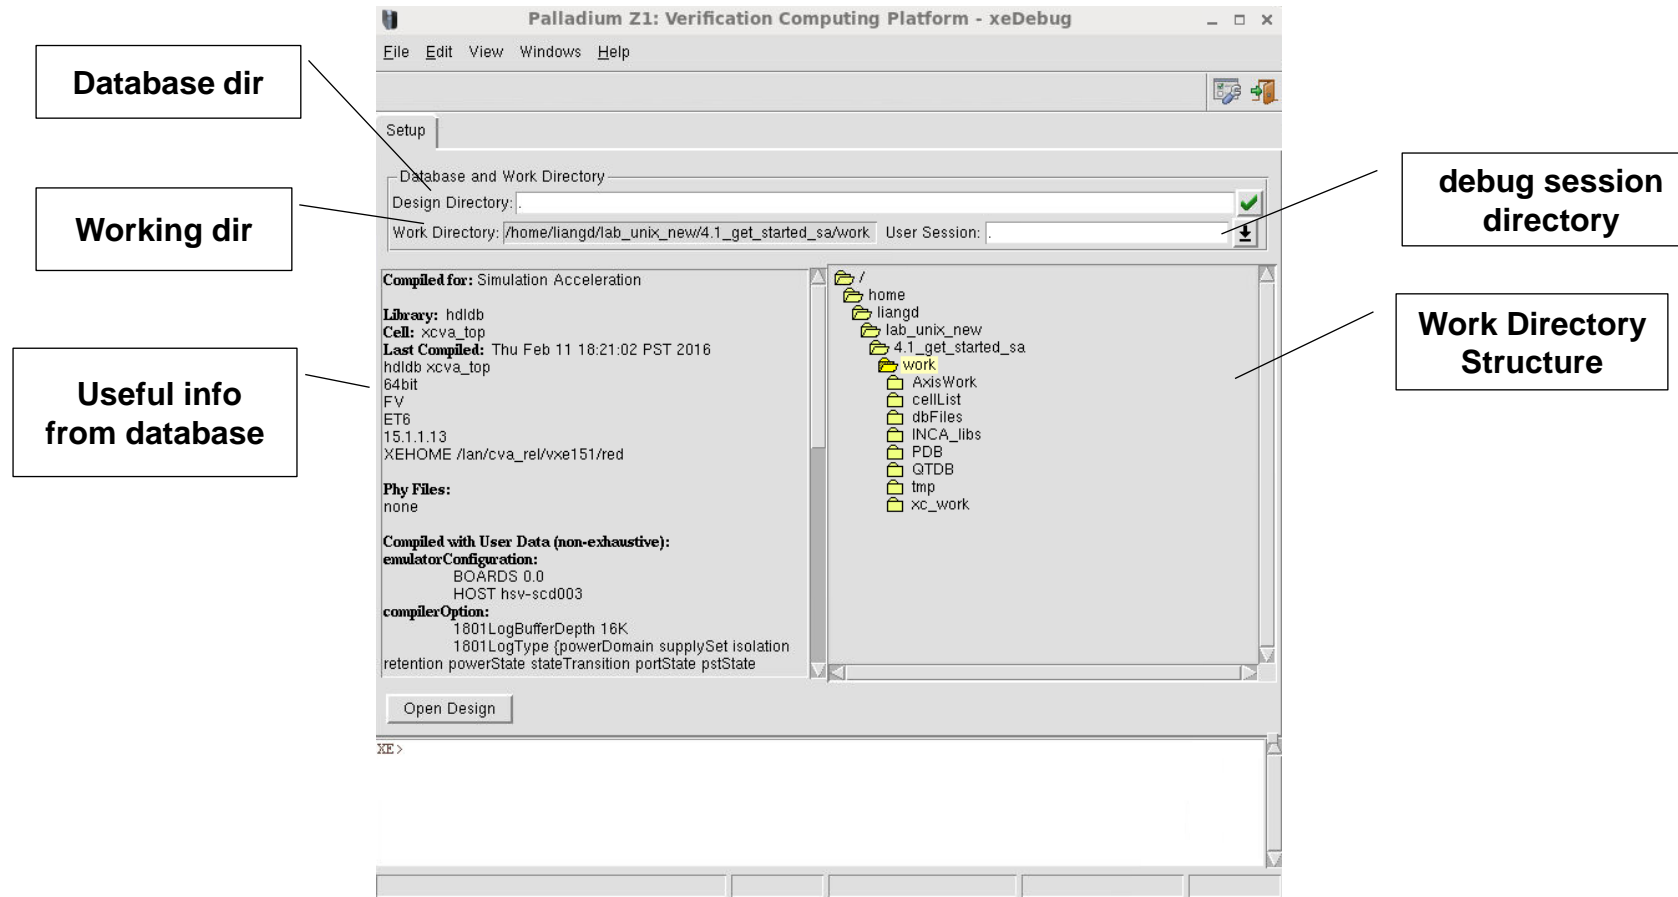 Palladium Z1: Verification Computing Platform - xeDebug
File Edit View Windows Help
Database dir
Setup
Database and Work Directory
Design Directory: .
Working dir
Work Directory: /home/liangd/lab_unix_new/4.1_get_started_sa/work User Session: .
debug session
directory
Compiled for: Simulation Acceleration
Library: hdldb
Cell: xcva_top
Last Compiled: Thu Feb 11 18:21:02 PST 2016
hdldb xcva_top
64bit
FV
ET6
15.1.1.13
XEHOME /lan/cva_rel/vxe151/red
Phy Files:
none
Compiled with User Data (non-exhaustive):
emulatorConfiguration:
BOARDS 0.0
HOST hsv-scd003
compilerOption:
1801LogBufferDepth 16K
1801LogType {powerDomain supplySet isolation
retention powerState stateTransition portState pstState
Useful info
from database
/
home
liangd
lab_unix_new
4.1_get_started_sa
work
AxisWork
cellList
dbFiles
INCA_libs
PDB
QTDB
tmp
xc_work
Work Directory
Structure
Open Design
XE>